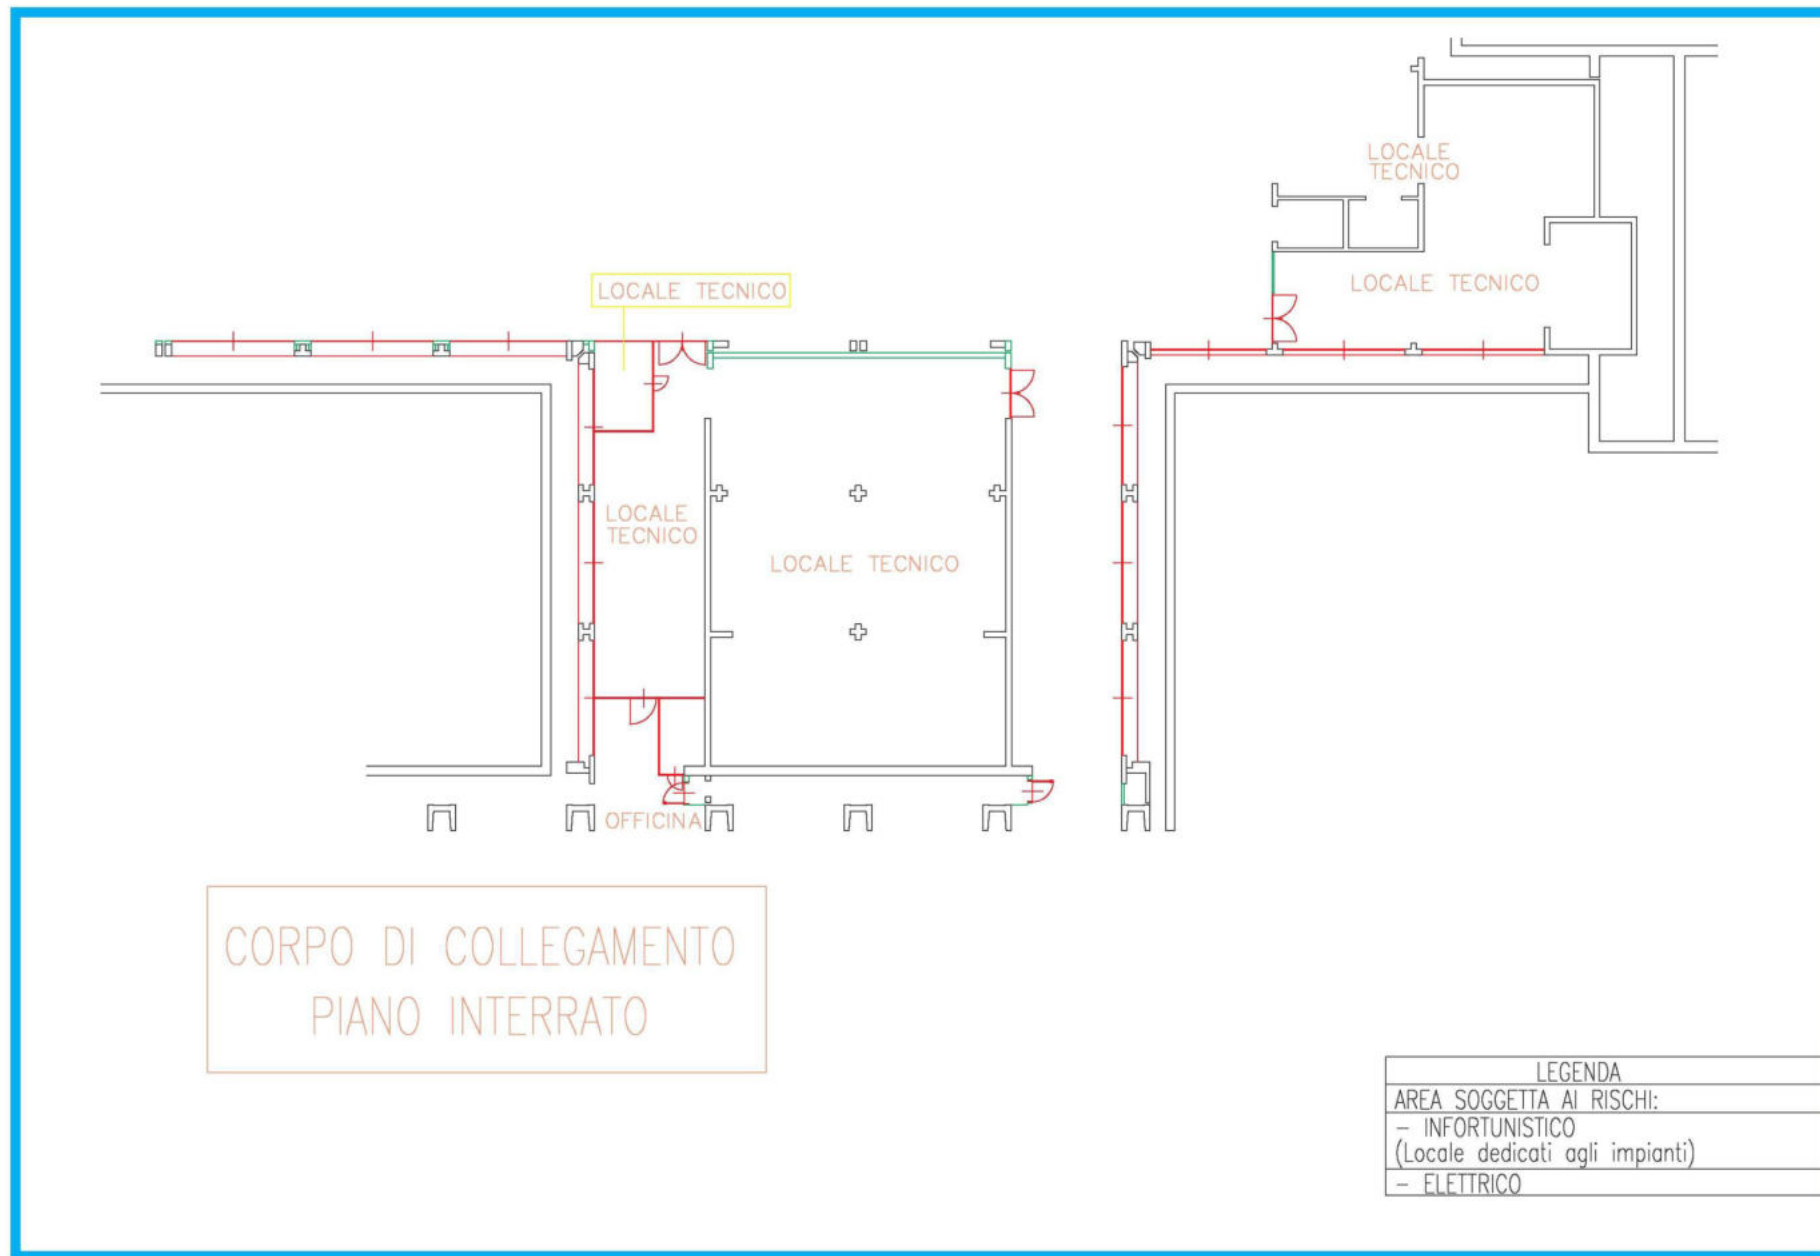 LOCALE
TECNICO
LOCALE TECNICO
LOCALE TECNICO
LOCALE
TECNICO
LOCALE TECNICO
OFFICINA
CORPO DI COLLEGAMENTO
PIANO INTERRATO
LEGENDA
AREA SOGGETTA AI RISCHI:
- INFORTUNISTICO
(Locale dedicati agli impianti)
- ELETTRICO